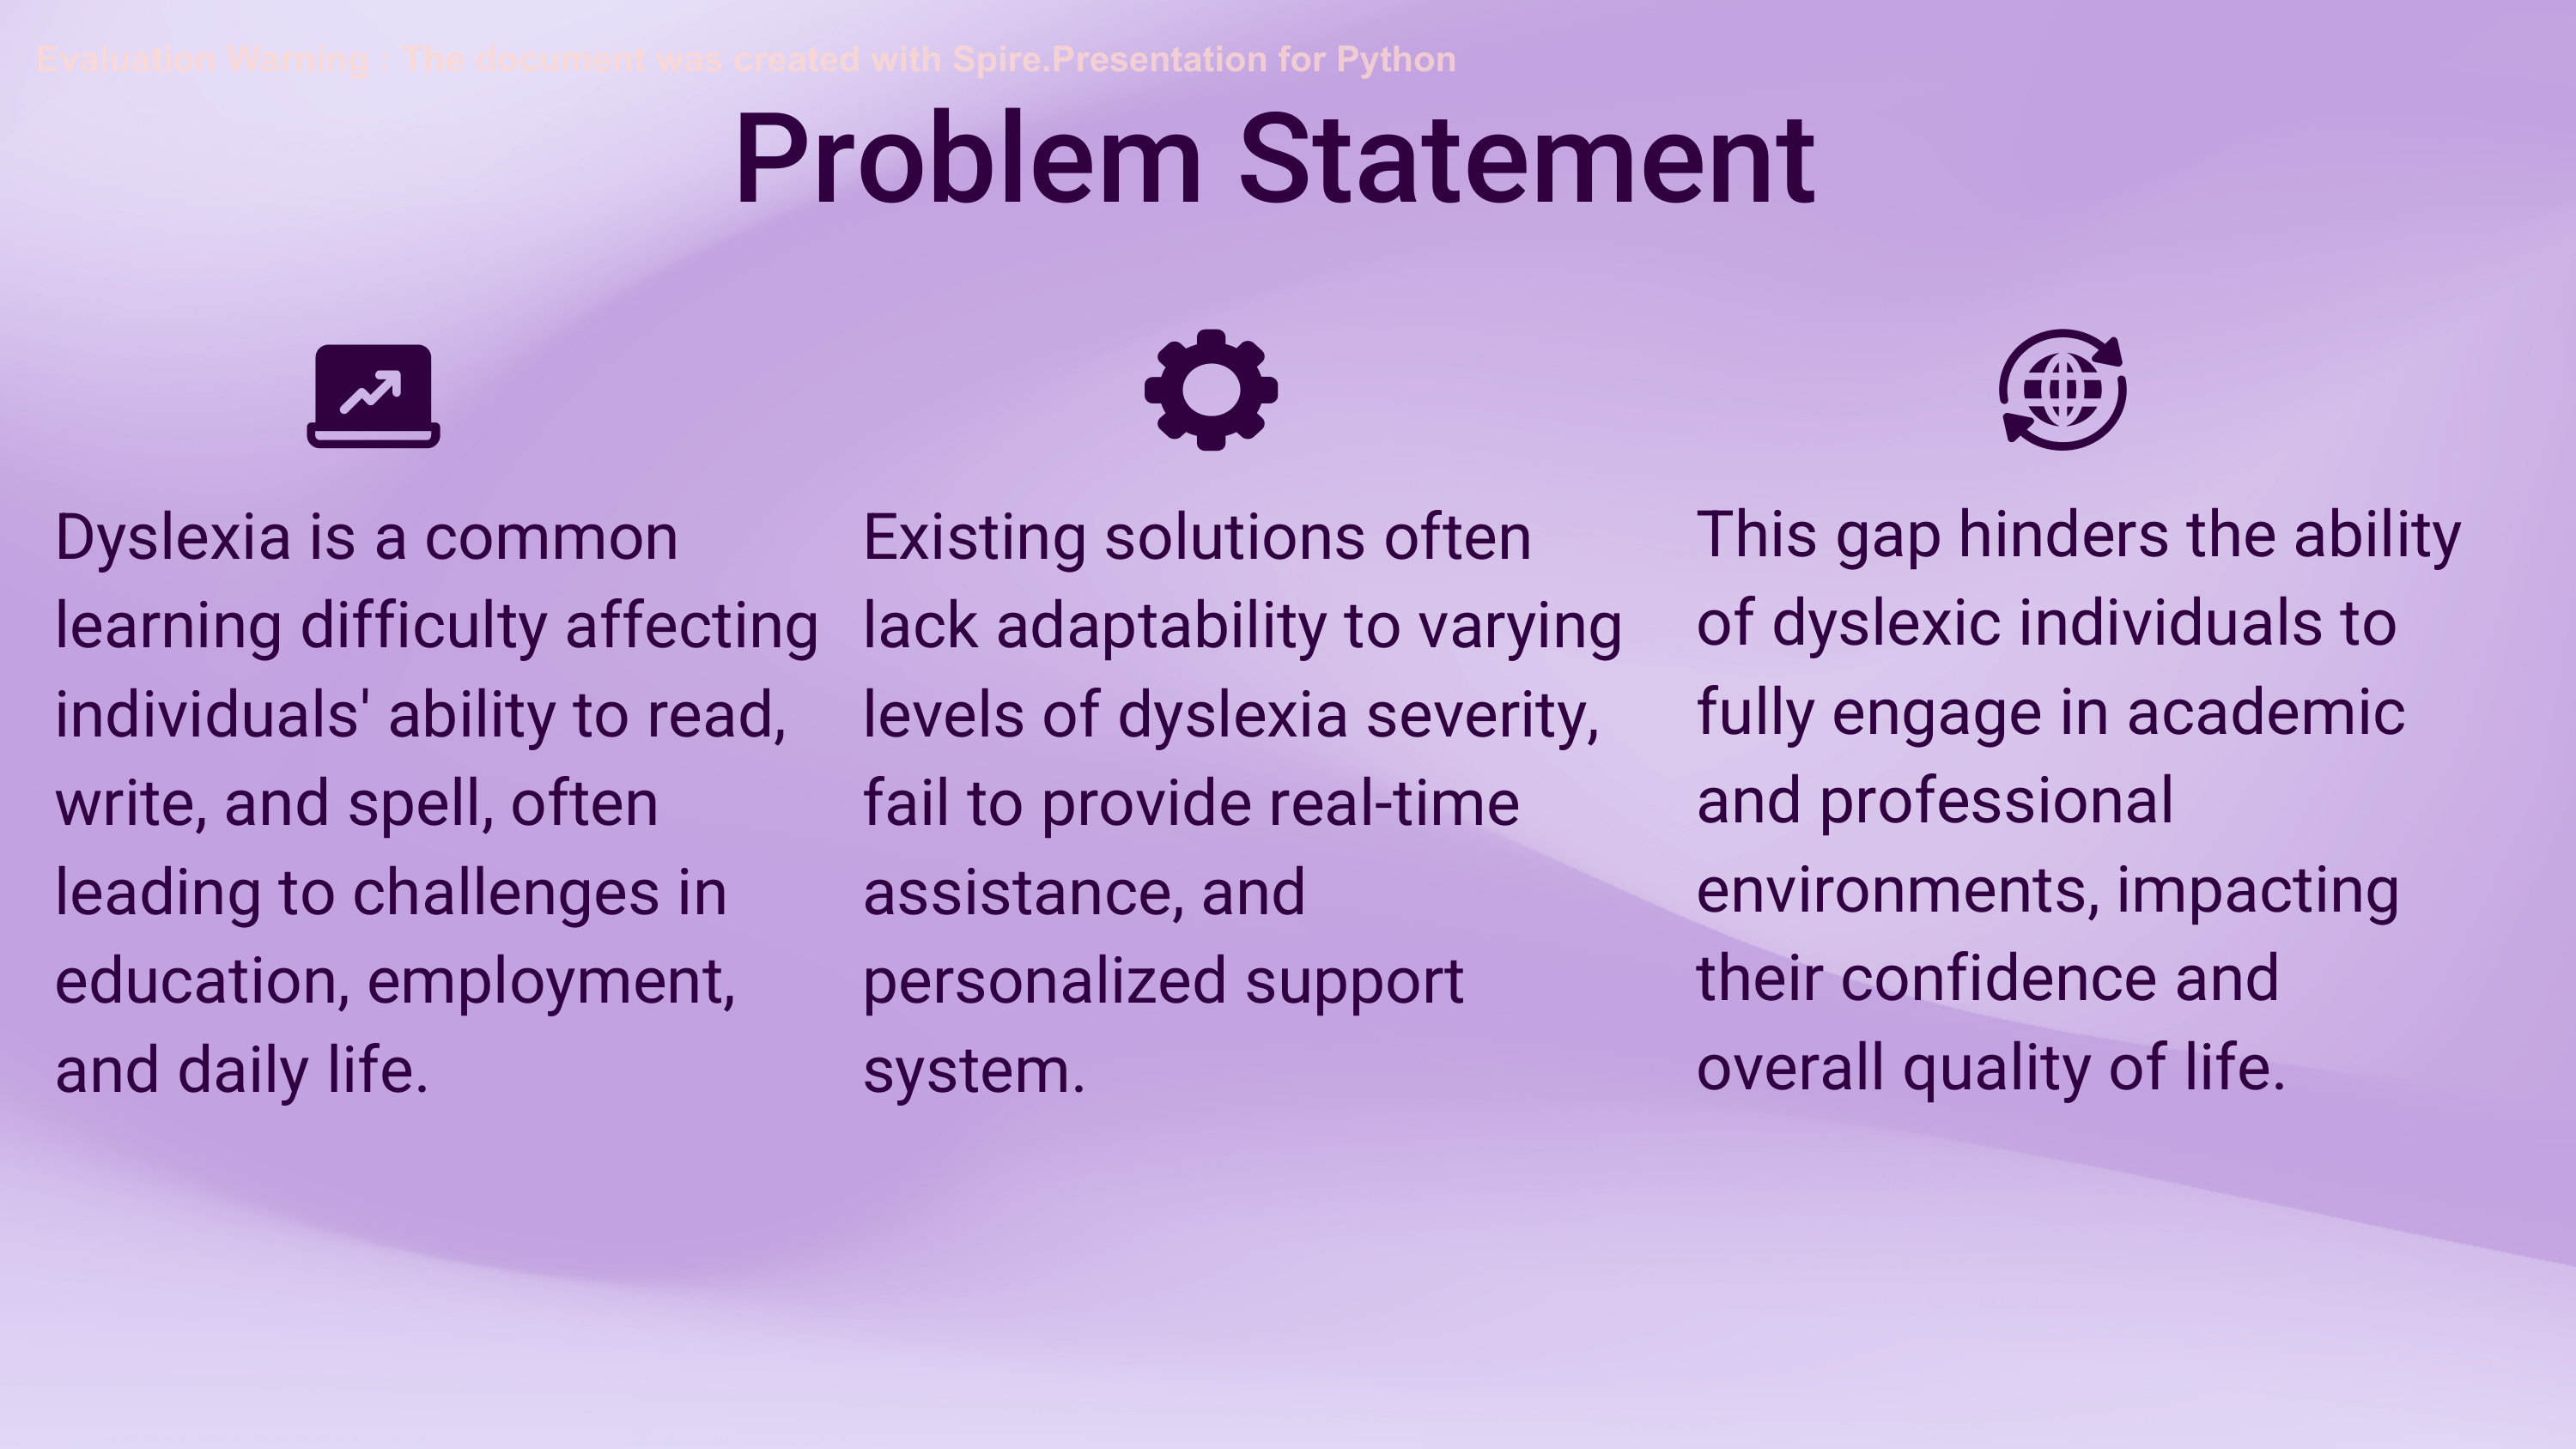 Evaluation Warning : The document was created with Spire.Presentation for Python
Problem Statement
Dyslexia is a common
learning difficulty affecting
individuals' ability to read,
write, and spell, often
leading to challenges in
education, employment,
and daily life.
Existing solutions often
lack adaptability to varying
levels of dyslexia severity,
fail to provide real-time
assistance, and
personalized support
system.
This gap hinders the ability
of dyslexic individuals to
fully engage in academic
and professional
environments, impacting
their confidence and
overall quality of life.